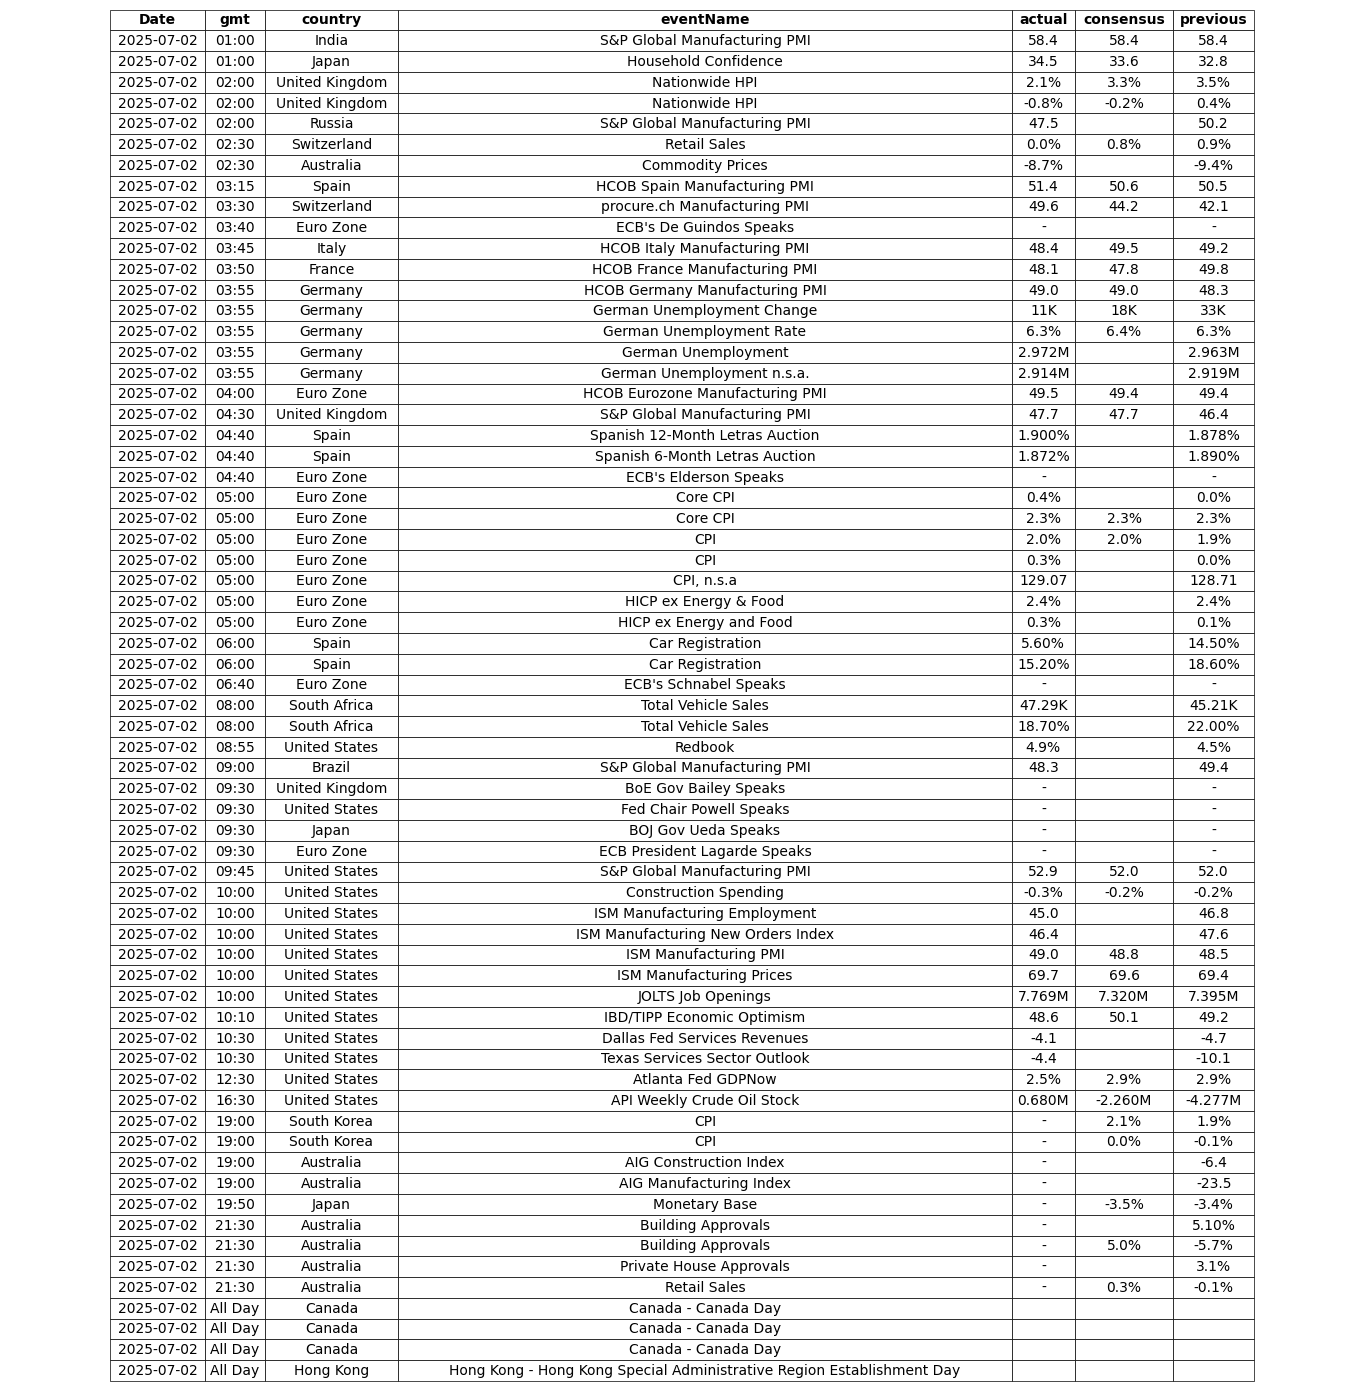 Date gmt country eventName actual consensus previous
2025-07-02 01:00 India S&P Global Manufacturing PMI 58.4 58.4 58.4
2025-07-02 01:00 Japan Household Confidence 34.5 33.6 32.8
2025-07-02 02:00 United Kingdom Nationwide HPI 2.1% 3.3% 3.5%
2025-07-02 02:00 United Kingdom Nationwide HPI -0.8% -0.2% 0.4%
2025-07-02 02:00 Russia S&P Global Manufacturing PMI 47.5 50.2
2025-07-02 02:30 Switzerland Retail Sales 0.0% 0.8% 0.9%
2025-07-02 02:30 Australia Commodity Prices -8.7% -9.4%
2025-07-02 03:15 Spain HCOB Spain Manufacturing PMI 51.4 50.6 50.5
2025-07-02 03:30 Switzerland procure.ch Manufacturing PMI 49.6 44.2 42.1
2025-07-02 03:40 Euro Zone ECB's De Guindos Speaks - -
2025-07-02 03:45 Italy HCOB Italy Manufacturing PMI 48.4 49.5 49.2
2025-07-02 03:50 France HCOB France Manufacturing PMI 48.1 47.8 49.8
2025-07-02 03:55 Germany HCOB Germany Manufacturing PMI 49.0 49.0 48.3
2025-07-02 03:55 Germany German Unemployment Change 11K 18K 33K
2025-07-02 03:55 Germany German Unemployment Rate 6.3% 6.4% 6.3%
2025-07-02 03:55 Germany German Unemployment 2.972M 2.963M
2025-07-02 03:55 Germany German Unemployment n.s.a. 2.914M 2.919M
2025-07-02 04:00 Euro Zone HCOB Eurozone Manufacturing PMI 49.5 49.4 49.4
2025-07-02 04:30 United Kingdom S&P Global Manufacturing PMI 47.7 47.7 46.4
2025-07-02 04:40 Spain Spanish 12-Month Letras Auction 1.900% 1.878%
2025-07-02 04:40 Spain Spanish 6-Month Letras Auction 1.872% 1.890%
2025-07-02 04:40 Euro Zone ECB's Elderson Speaks - -
2025-07-02 05:00 Euro Zone Core CPI 0.4% 0.0%
2025-07-02 05:00 Euro Zone Core CPI 2.3% 2.3% 2.3%
2025-07-02 05:00 Euro Zone CPI 2.0% 2.0% 1.9%
2025-07-02 05:00 Euro Zone CPI 0.3% 0.0%
2025-07-02 05:00 Euro Zone CPI, n.s.a 129.07 128.71
2025-07-02 05:00 Euro Zone HICP ex Energy & Food 2.4% 2.4%
2025-07-02 05:00 Euro Zone HICP ex Energy and Food 0.3% 0.1%
2025-07-02 06:00 Spain Car Registration 5.60% 14.50%
2025-07-02 06:00 Spain Car Registration 15.20% 18.60%
2025-07-02 06:40 Euro Zone ECB's Schnabel Speaks - -
2025-07-02 08:00 South Africa Total Vehicle Sales 47.29K 45.21K
2025-07-02 08:00 South Africa Total Vehicle Sales 18.70% 22.00%
2025-07-02 08:55 United States Redbook 4.9% 4.5%
2025-07-02 09:00 Brazil S&P Global Manufacturing PMI 48.3 49.4
2025-07-02 09:30 United Kingdom BoE Gov Bailey Speaks - -
2025-07-02 09:30 United States Fed Chair Powell Speaks - -
2025-07-02 09:30 Japan BOJ Gov Ueda Speaks - -
2025-07-02 09:30 Euro Zone ECB President Lagarde Speaks - -
2025-07-02 09:45 United States S&P Global Manufacturing PMI 52.9 52.0 52.0
2025-07-02 10:00 United States Construction Spending -0.3% -0.2% -0.2%
2025-07-02 10:00 United States ISM Manufacturing Employment 45.0 46.8
2025-07-02 10:00 United States ISM Manufacturing New Orders Index 46.4 47.6
2025-07-02 10:00 United States ISM Manufacturing PMI 49.0 48.8 48.5
2025-07-02 10:00 United States ISM Manufacturing Prices 69.7 69.6 69.4
2025-07-02 10:00 United States JOLTS Job Openings 7.769M 7.320M 7.395M
2025-07-02 10:10 United States IBD/TIPP Economic Optimism 48.6 50.1 49.2
2025-07-02 10:30 United States Dallas Fed Services Revenues -4.1 -4.7
2025-07-02 10:30 United States Texas Services Sector Outlook -4.4 -10.1
2025-07-02 12:30 United States Atlanta Fed GDPNow 2.5% 2.9% 2.9%
2025-07-02 16:30 United States API Weekly Crude Oil Stock 0.680M -2.260M -4.277M
2025-07-02 19:00 South Korea CPI - 2.1% 1.9%
2025-07-02 19:00 South Korea CPI - 0.0% -0.1%
2025-07-02 19:00 Australia AIG Construction Index - -6.4
2025-07-02 19:00 Australia AIG Manufacturing Index - -23.5
2025-07-02 19:50 Japan Monetary Base - -3.5% -3.4%
2025-07-02 21:30 Australia Building Approvals - 5.10%
2025-07-02 21:30 Australia Building Approvals - 5.0% -5.7%
2025-07-02 21:30 Australia Private House Approvals - 3.1%
2025-07-02 21:30 Australia Retail Sales - 0.3% -0.1%
2025-07-02 All Day Canada Canada - Canada Day
2025-07-02 All Day Canada Canada - Canada Day
2025-07-02 All Day Canada Canada - Canada Day
2025-07-02 All Day Hong Kong Hong Kong - Hong Kong Special Administrative Region Establishment Day